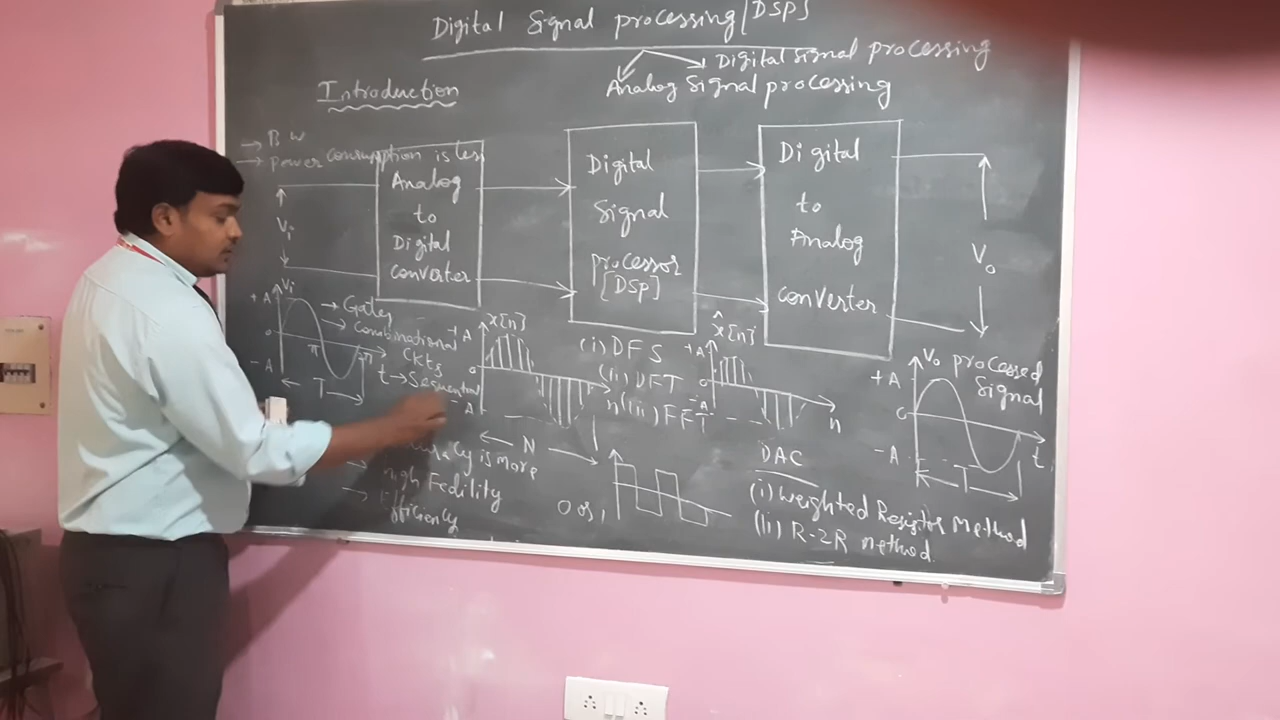 Digital Signal processing/[DSP]
Digital Signal processing
Analog Signal processing
Introduction
→ B W
→ power consumption is less
Vi
Analog
to
Digital
converter
Digital
Signal
processor
[DSP]
Digital
to
Analog
converter
Vo
Vi
+A
0
-A
π
2π
t
T
→ Gates
→ Combinational
Ckts
→ Sequential
x[n]
+A
0
-A
n
N
is more
→ High Fedility
→ Efficiency
(i) DFS
(ii) DFT
(iii) FFT
0 or 1
x̂[n]
+A
0
-A
n
DAC
(i) Weighted Resistor Method
(ii) R-2R method
Vo processed
Signal
+A
0
-A
T
t